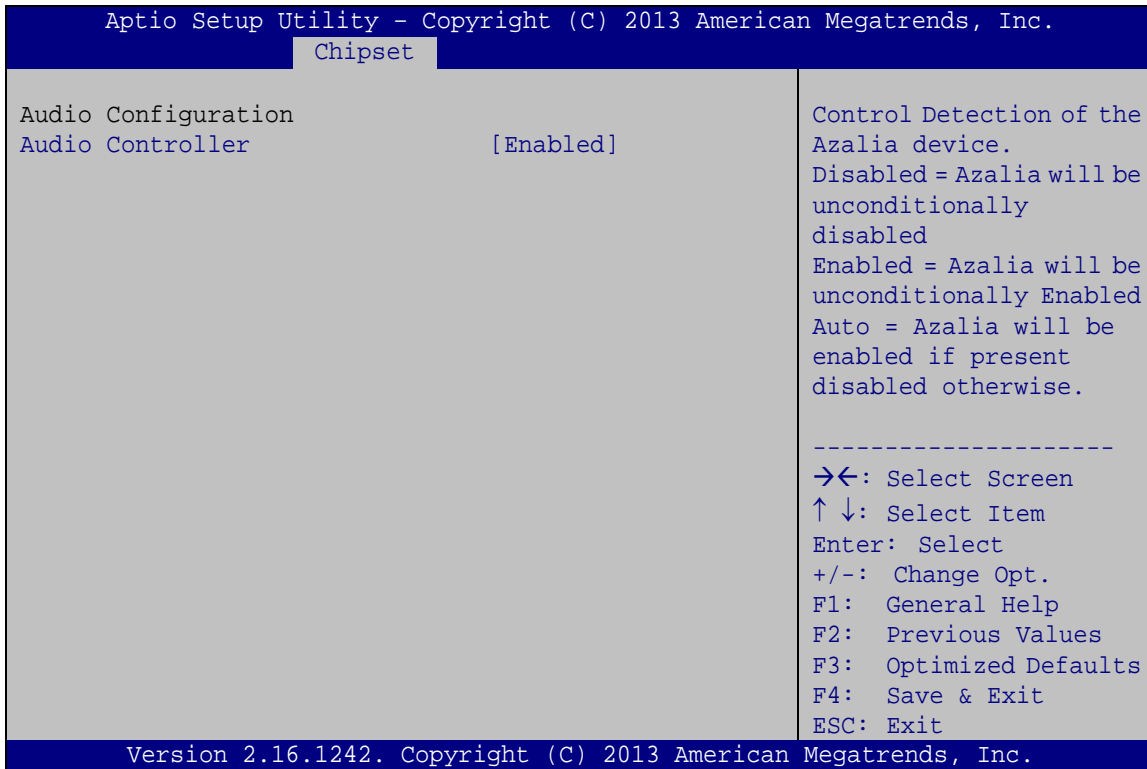 Aptio Setup Utility – Copyright (C) 2013 American Megatrends, Inc.
Chipset
Audio Configuration
Audio Controller [Enabled]
Control Detection of the
Azalia device.
Disabled = Azalia will be
unconditionally
disabled
Enabled = Azalia will be
unconditionally Enabled
Auto = Azalia will be
enabled if present
disabled otherwise.
---------------------
→←: Select Screen
↑ ↓: Select Item
Enter: Select
+/-: Change Opt.
F1: General Help
F2: Previous Values
F3: Optimized Defaults
F4: Save & Exit
ESC: Exit
Version 2.16.1242. Copyright (C) 2013 American Megatrends, Inc.